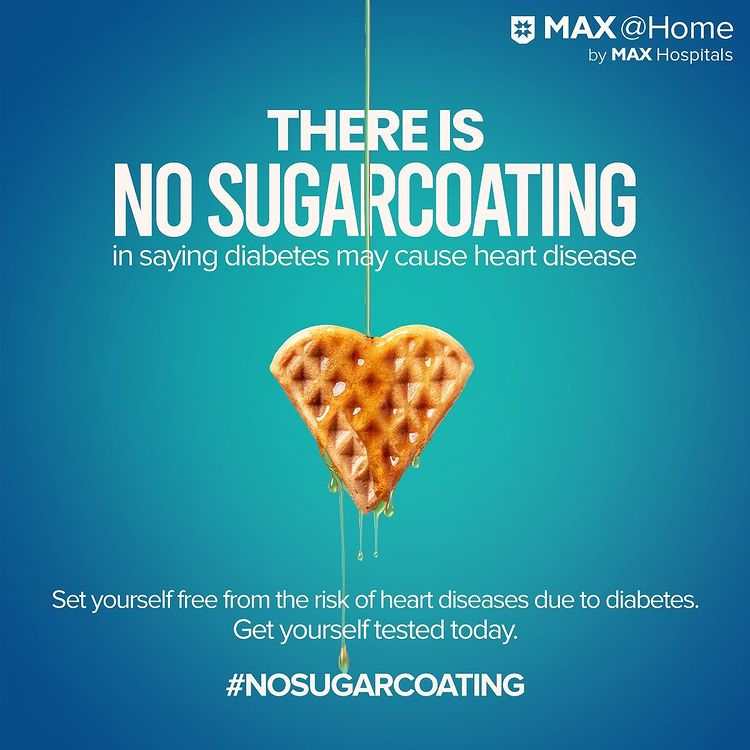 MAX @Home
by MAX Hospitals
THERE IS
NO SUGARCOATING
in saying diabetes may cause heart disease
Set yourself free from the risk of heart diseases due to diabetes.
Get yourself tested today.
#NOSUGARCOATING